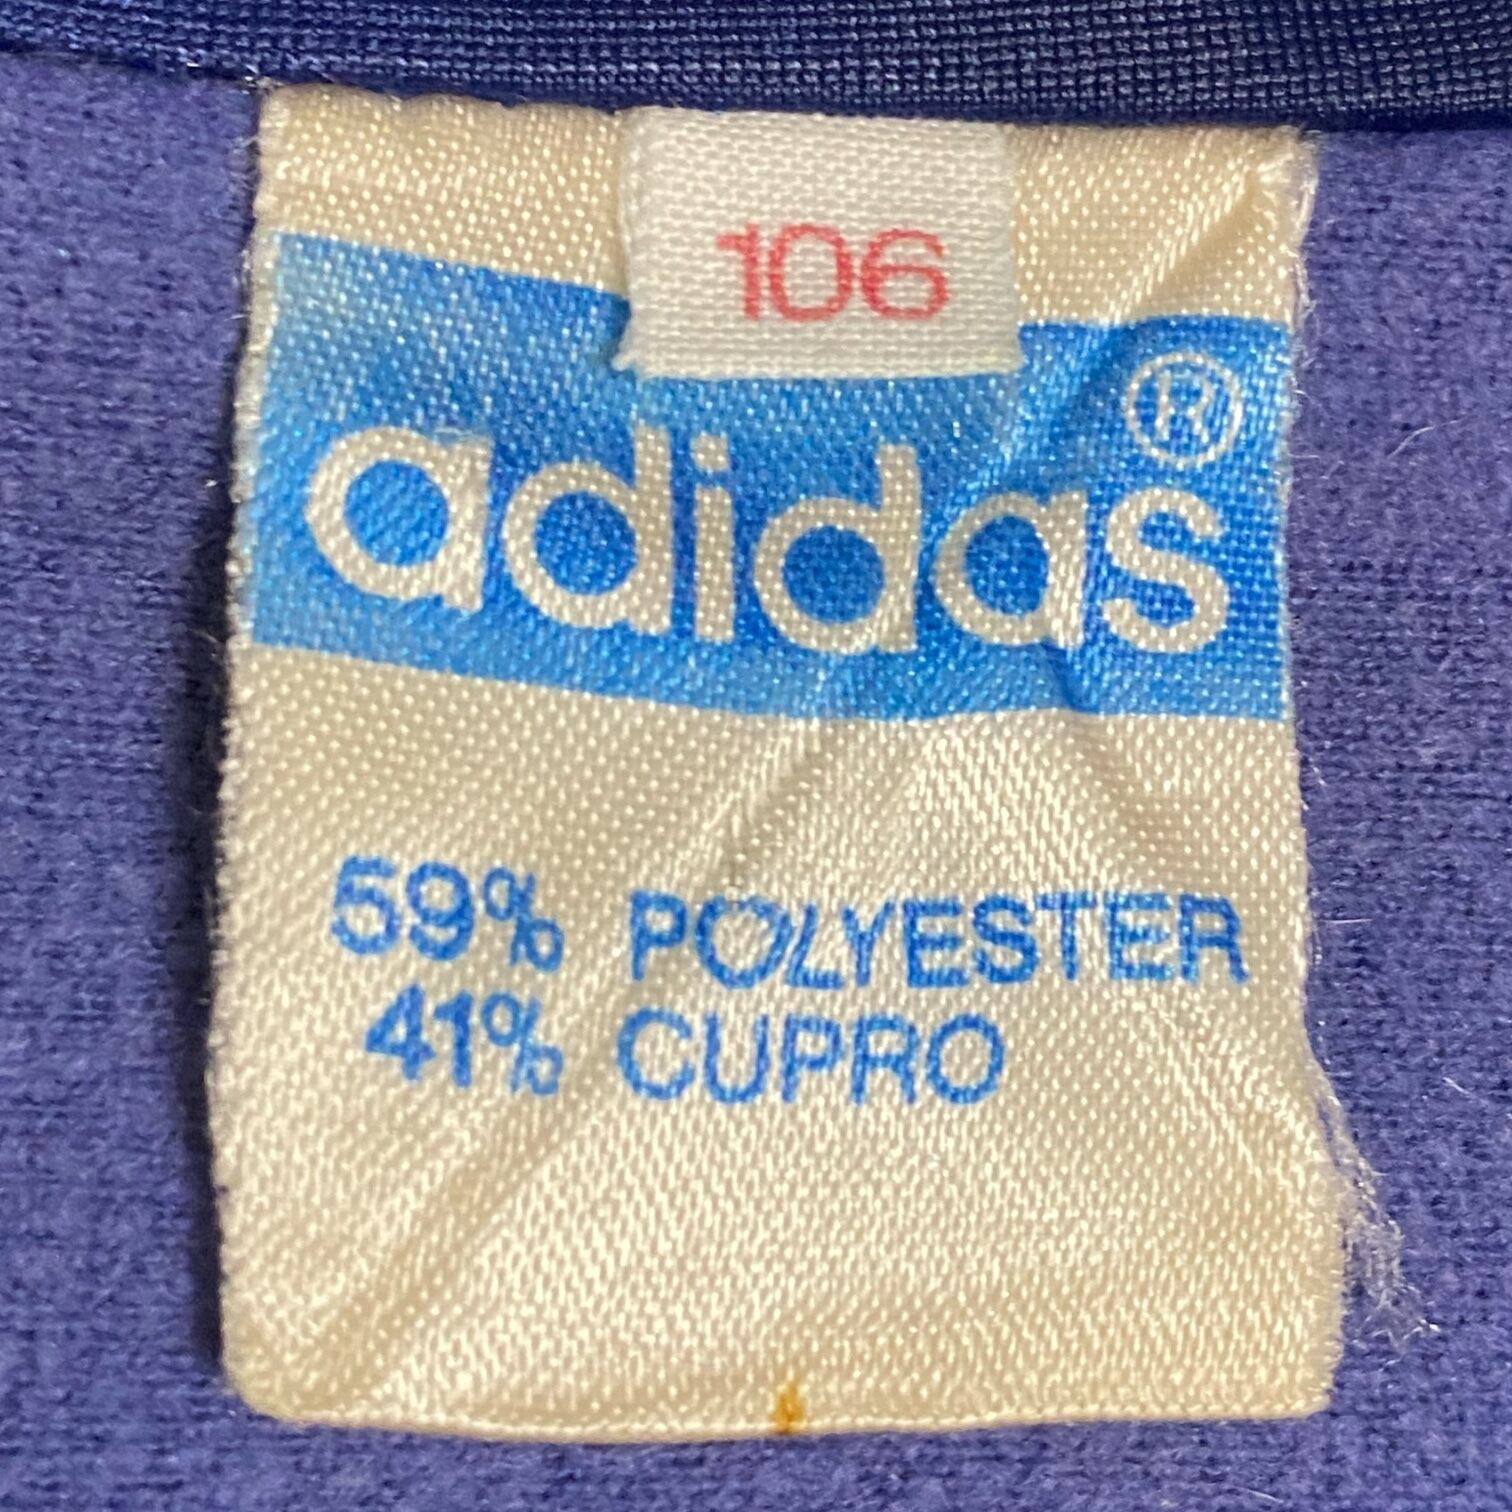 106
adidas®
59% POLYESTER
41% CUPRO